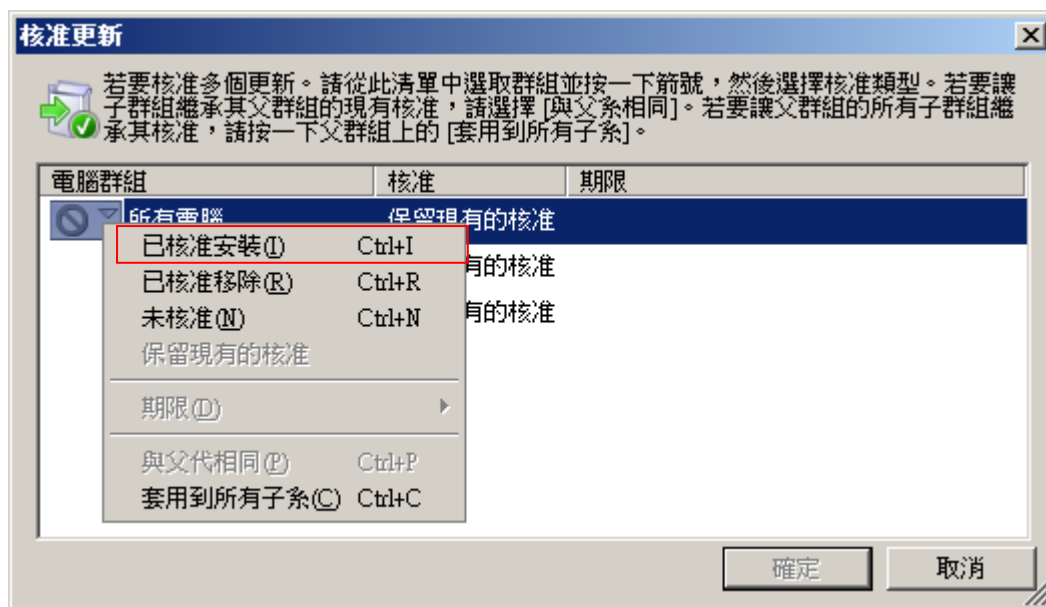 核准更新
若要核准多個更新。請從此清單中選取群組並按一下箭號，然後選擇核准類型。若要讓
子群組繼承其父群組的現有核准，請選擇 [與父系相同]。若要讓父群組的所有子群組繼
承其核准，請按一下父群組上的 [套用到所有子系]。
電腦群組 核准 期限
所有電腦 保留現有的核准
已核准安裝(I) Ctrl+I
有的核准
已核准移除(R) Ctrl+R
未核准(N) Ctrl+N
有的核准
保留現有的核准
期限(D)
與父代相同(P) Ctrl+P
套用到所有子系(C) Ctrl+C
確定 取消